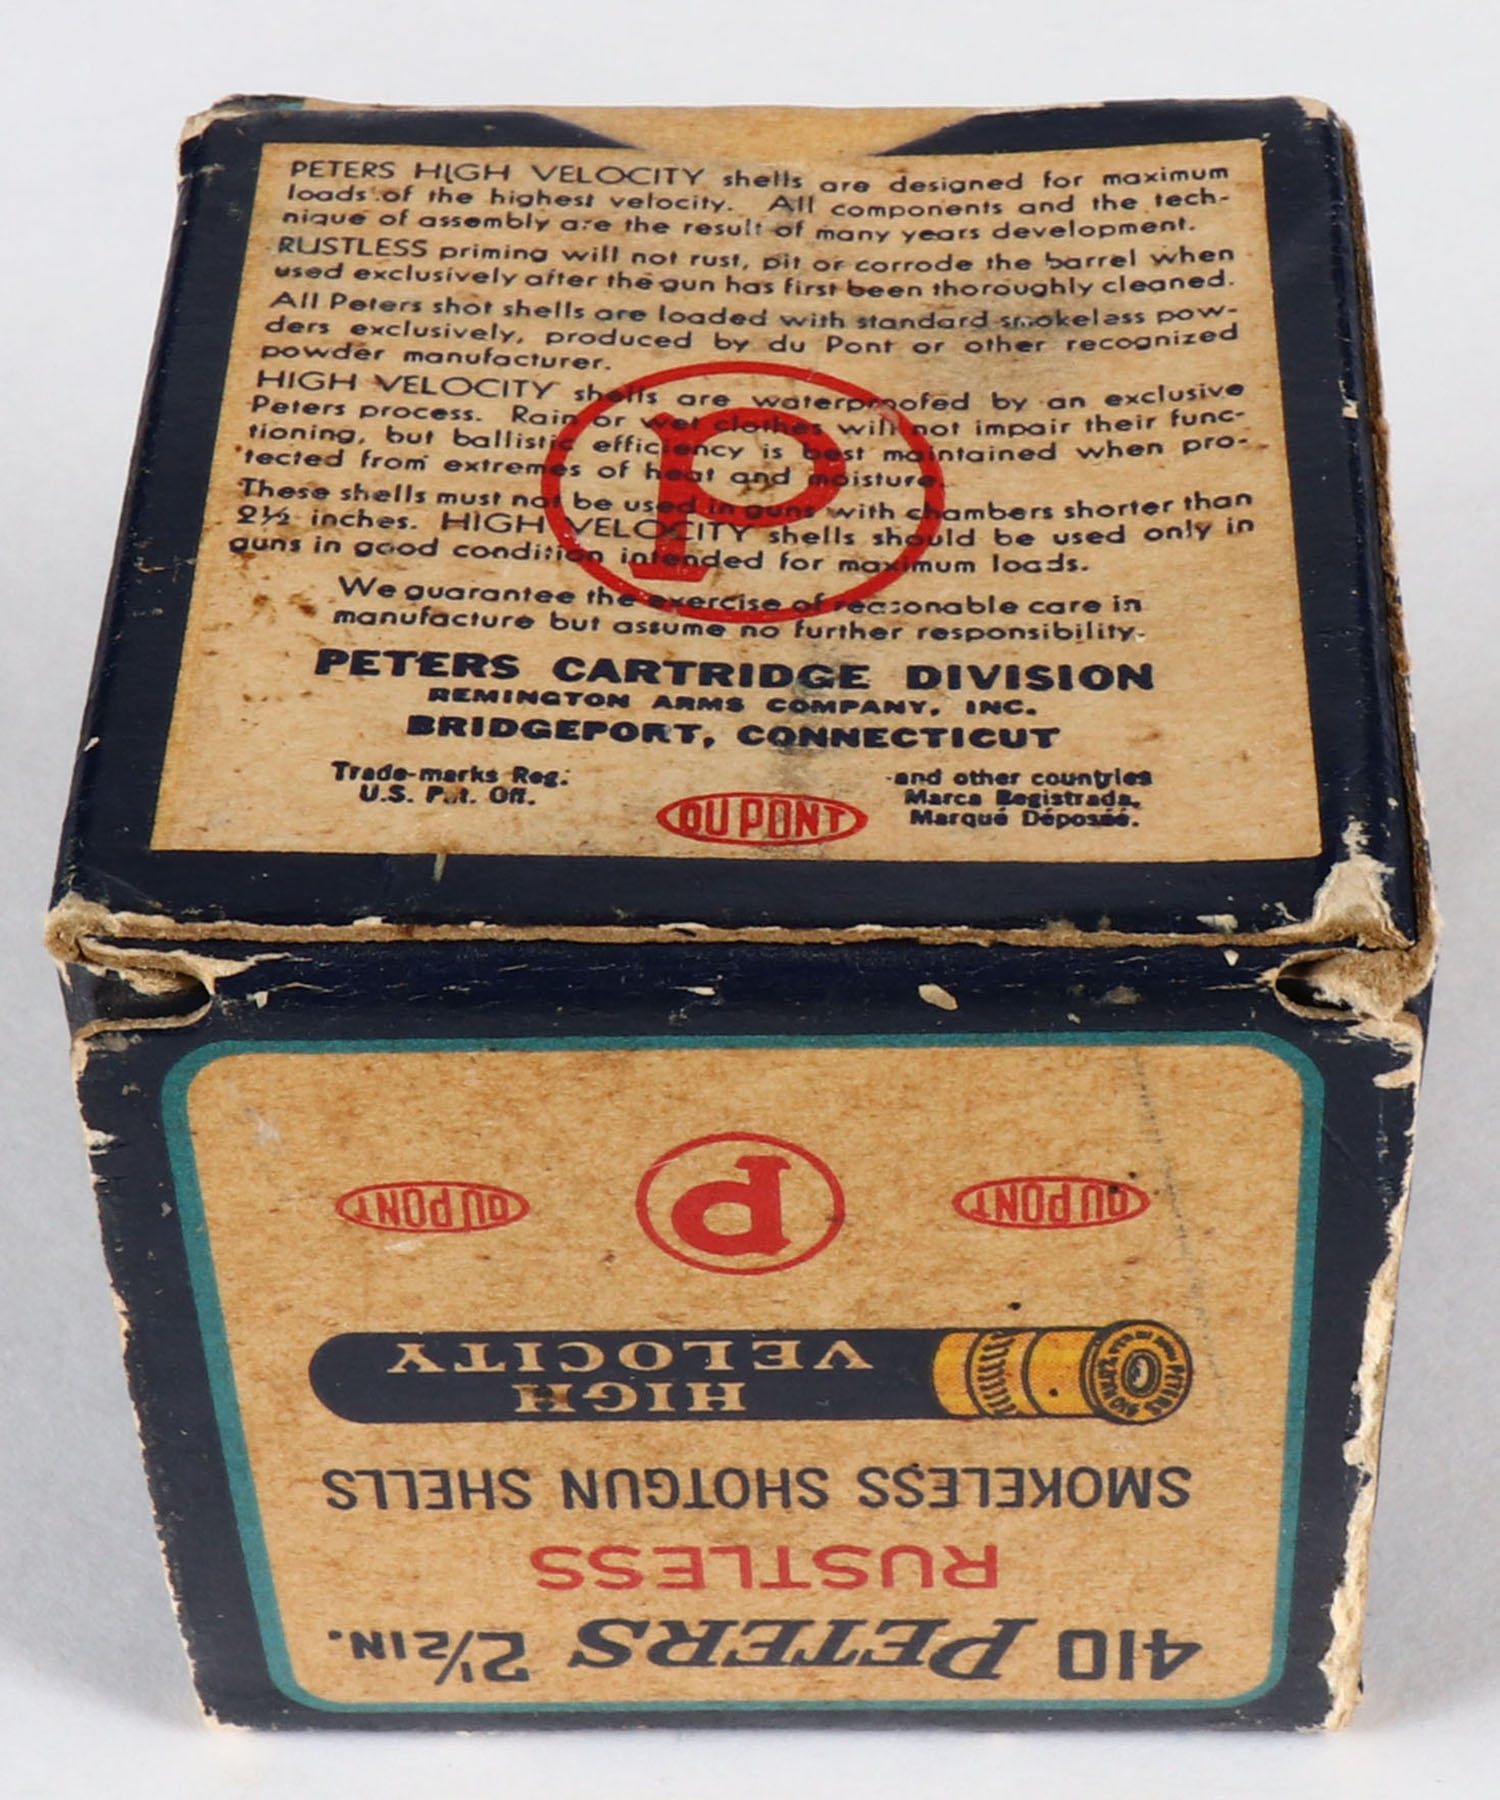 PETERS HIGH VELOCITY shells are designed for maximum
loads of the highest velocity. All components and the tech-
nique of assembly are the result of many years development.
RUSTLESS priming will not rust, pit or corrode the barrel when
used exclusively after the gun has first been thoroughly cleaned.
All Peters shot shells are loaded with standard smokeless pow-
ders exclusively, produced by du Pont or other recognized
powder manufacturer.
HIGH VELOCITY shells are waterproofed by an exclusive
Peters process. Rain or wet clothes will not impair their func-
tioning, but ballistic efficiency is best maintained when pro-
tected from extremes of heat and moisture.
These shells must not be used in guns with chambers shorter than
2½ inches. HIGH VELOCITY shells should be used only in
guns in good condition intended for maximum loads.
P
We guarantee the exercise of reasonable care in
manufacture but assume no further responsibility.
PETERS CARTRIDGE DIVISION
REMINGTON ARMS COMPANY, INC.
BRIDGEPORT, CONNECTICUT
Trade-marks Reg.
U.S. Pat. Off.
and other countries
Marca Registrada,
Marqué Déposée.
DU PONT
410 PETERS 2½ IN.
RUSTLESS
SMOKELESS SHOTGUN SHELLS
HIGH
VELOCITY
PETERS
DU PONT P DU PONT